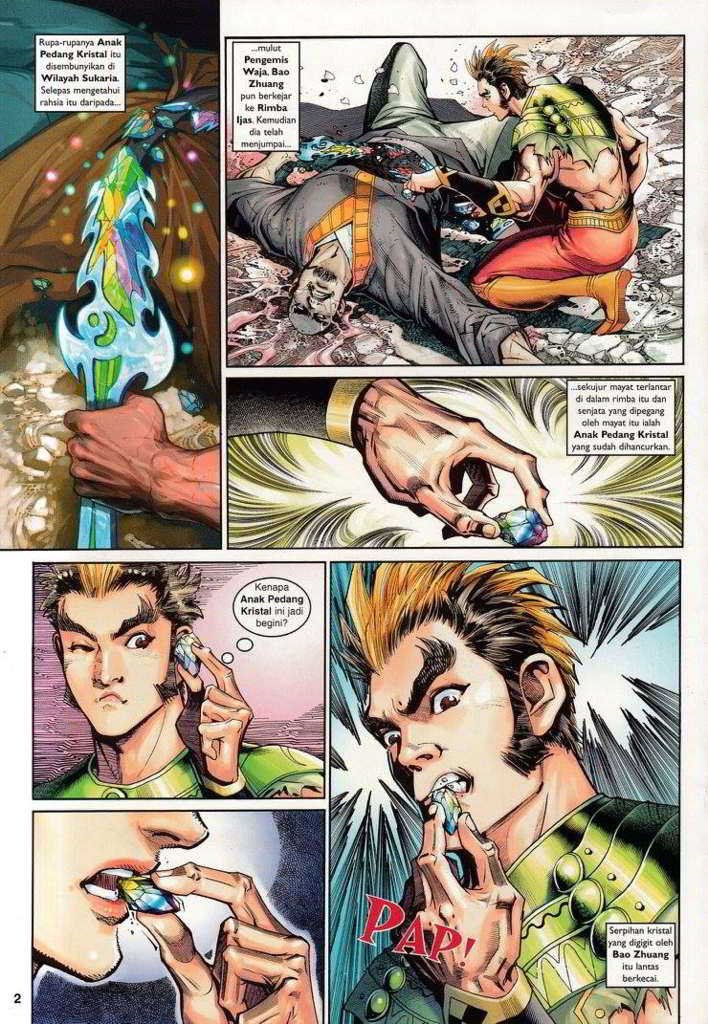 Rupa-rupanya Anak
Pedang Kristal itu
disembunyikan di
Wilayah Sukaria.
Selepas mengetahui
rahsia itu daripada...
...mulut
Pengemis
Waja, Bao
Zhuang
pun berkejar
ke Rimba
Ijas. Kemudian
dia telah
menjumpai...
...sekujur mayat terlantar
di dalam rimba itu dan
senjata yang dipegang
oleh mayat itu ialah
Anak Pedang Kristal
yang sudah dihancurkan.
Kenapa
Anak Pedang
Kristal ini jadi
begini?
PAP!
Serpihan kristal
yang digigit oleh
Bao Zhuang
itu lantas
berkecai.
2